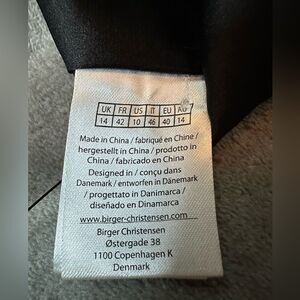 UK FR US IT EU AU
14 42 10 46 40 14
Made in China / fabriqué en Chine /
hergestellt in China / prodotto in
China / fabricado en China
Designed in / conçu dans
Danemark / entworfen in Dänemark
/ progettato in Danimarca /
diseñado en Dinamarca
www.birger-christensen.com
Birger Christensen
Østergade 38
1100 Copenhagen K
Denmark